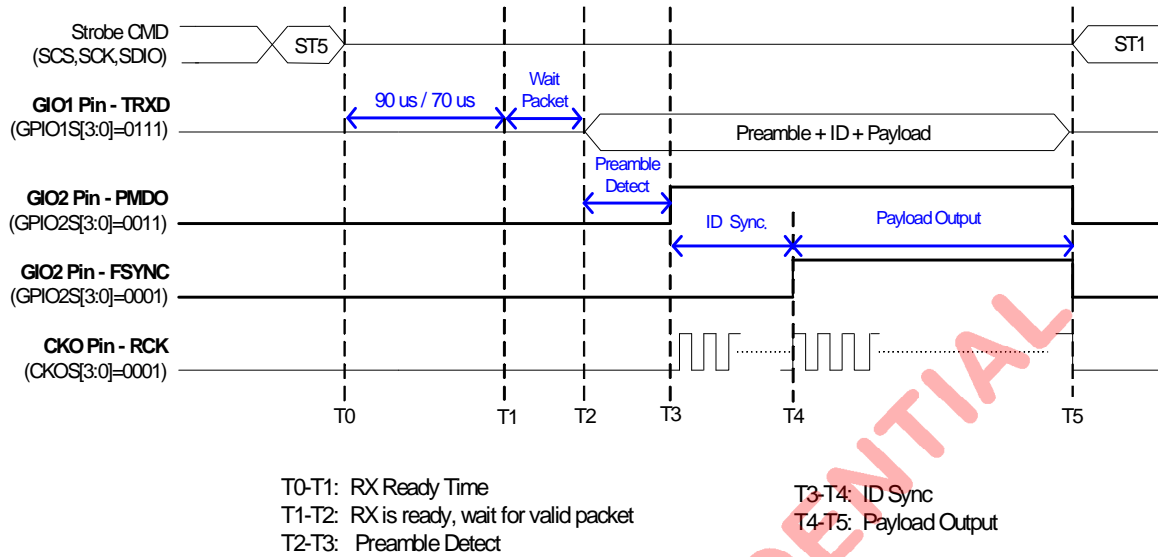 Strobe CMD
(SCS,SCK,SDIO)
ST5
ST1
GIO1 Pin - TRXD
(GPIO1S[3:0]=0111)
90 us / 70 us
Wait
Packet
Preamble + ID + Payload
GIO2 Pin - PMDO
(GPIO2S[3:0]=0011)
Preamble
Detect
ID Sync.
Payload Output
GIO2 Pin - FSYNC
(GPIO2S[3:0]=0001)
CKO Pin - RCK
(CKOS[3:0]=0001)
T0
T1
T2
T3
T4
T5
T0-T1: RX Ready Time
T1-T2: RX is ready, wait for valid packet
T2-T3: Preamble Detect
T3-T4: ID Sync
T4-T5: Payload Output